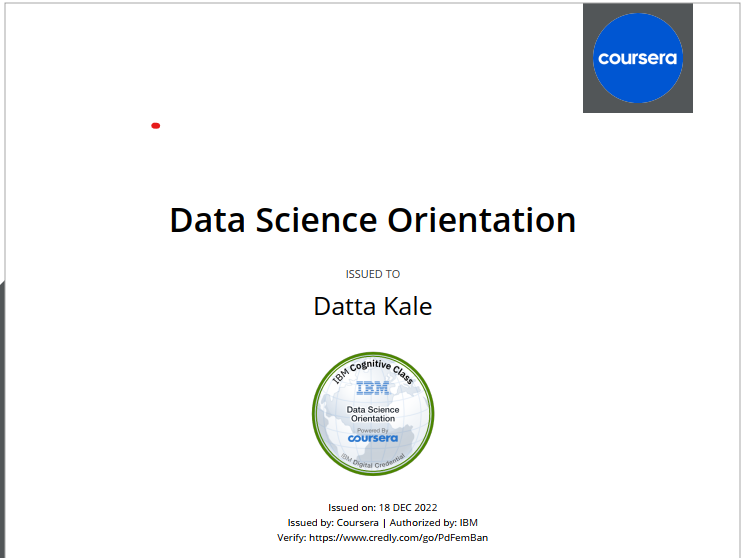 coursera
Data Science Orientation
ISSUED TO
Datta Kale
IBM Cognitive Class
IBM
Data Science
Orientation
Powered By
coursera
IBM Digital Credential
Issued on: 18 DEC 2022
Issued by: Coursera | Authorized by: IBM
Verify: https://www.credly.com/go/PdFemBan